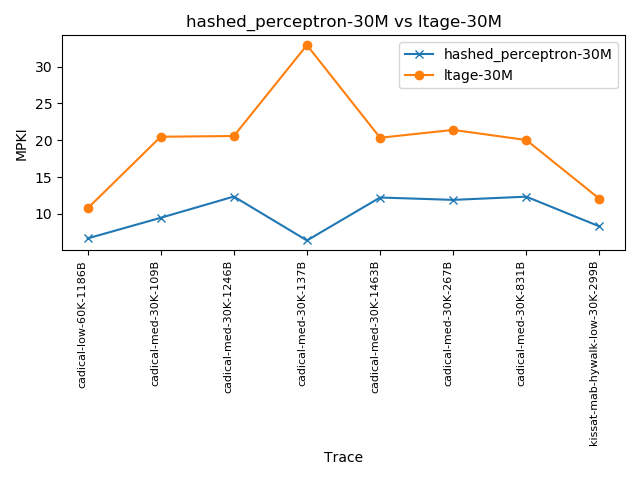 hashed_perceptron-30M vs ltage-30M
hashed_perceptron-30M
ltage-30M
MPKI
30
25
20
15
10
cadical-low-60K-1186B
cadical-med-30K-109B
cadical-med-30K-1246B
cadical-med-30K-137B
cadical-med-30K-1463B
cadical-med-30K-267B
cadical-med-30K-831B
kissat-mab-hywalk-low-30K-299B
Trace